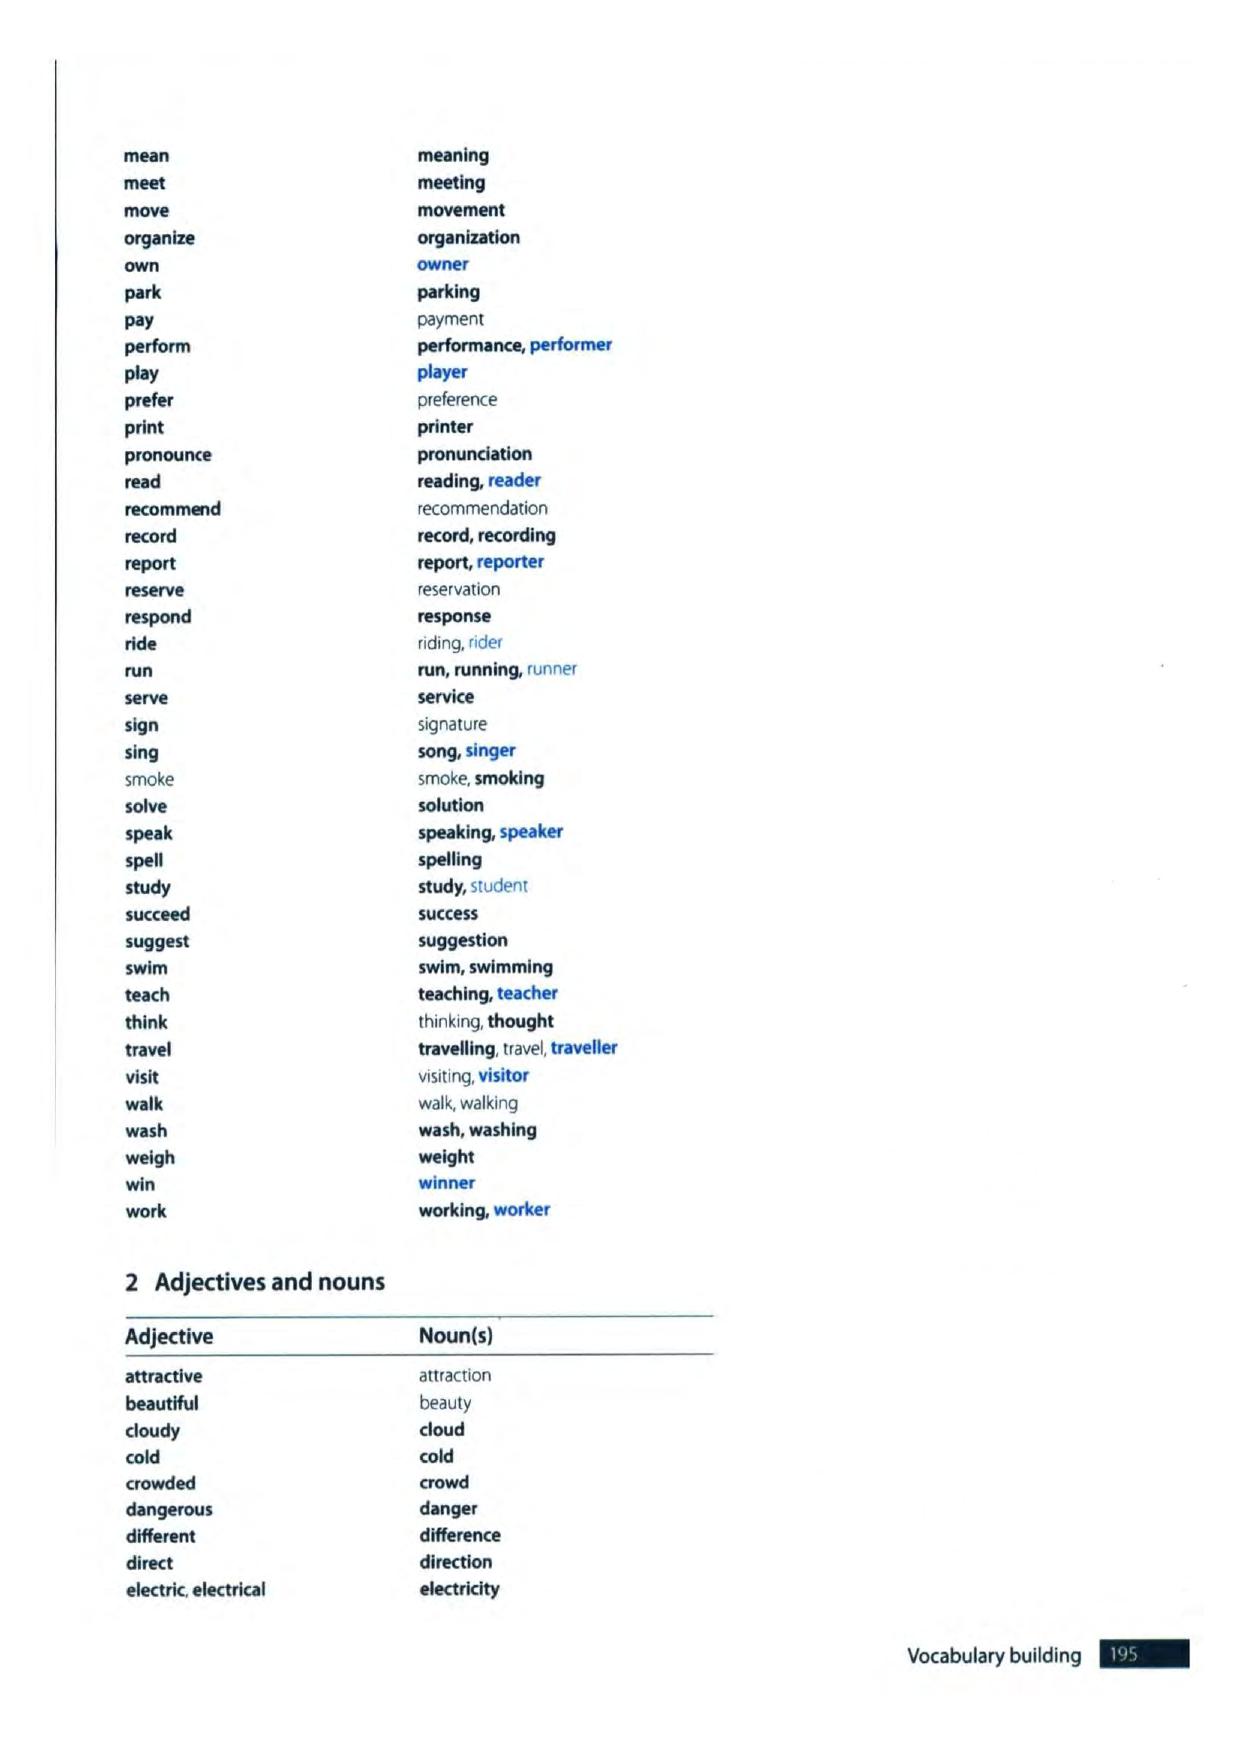 mean meaning
meet meeting
move movement
organize organization
own owner
park parking
pay payment
perform performance, performer
play player
prefer preference
print printer
pronounce pronunciation
read reading, reader
recommend recommendation
record record, recording
report report, reporter
reserve reservation
respond response
ride riding, rider
run run, running, runner
serve service
sign signature
sing song, singer
smoke smoke, smoking
solve solution
speak speaking, speaker
spell spelling
study study, student
succeed success
suggest suggestion
swim swim, swimming
teach teaching, teacher
think thinking, thought
travel travelling, travel, traveller
visit visiting, visitor
walk walk, walking
wash wash, washing
weigh weight
win winner
work working, worker
2 Adjectives and nouns
Adjective Noun(s)
attractive attraction
beautiful beauty
cloudy cloud
cold cold
crowded crowd
dangerous danger
different difference
direct direction
electric, electrical electricity
Vocabulary building 195